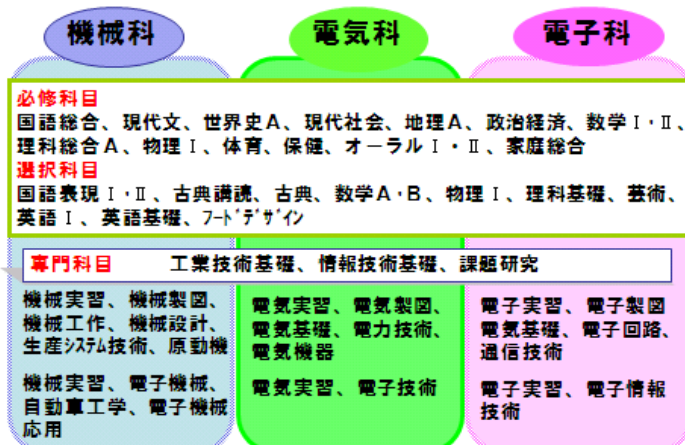 機械科
電気科
電子科
必修科目
国語総合、現代文、世界史A、現代社会、地理A、政治経済、数学Ⅰ・Ⅱ、
理科総合A、物理Ⅰ、体育、保健、オーラルⅠ・Ⅱ、家庭総合
選択科目
国語表現Ⅰ・Ⅱ、古典講読、古典、数学A・B、物理Ⅰ、理科基礎、芸術、
英語Ⅰ、英語基礎、フードデザイン
専門科目 工業技術基礎、情報技術基礎、課題研究
機械実習、機械製図、
機械工作、機械設計、
生産システム技術、原動機
機械実習、電子機械、
自動車工学、電子機械
応用
電気実習、電気製図、
電気基礎、電力技術、
電気機器
電気実習、電子技術
電子実習、電子製図
電気基礎、電子回路、
通信技術
電子実習、電子情報
技術